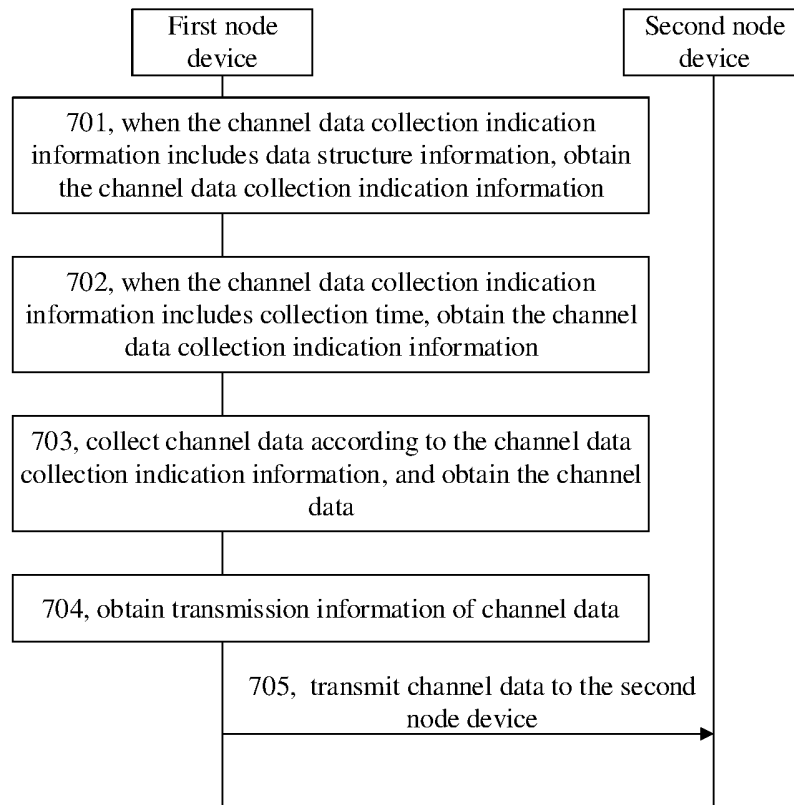 First node
device
Second node
device
701, when the channel data collection indication
information includes data structure information, obtain
the channel data collection indication information
702, when the channel data collection indication
information includes collection time, obtain the channel
data collection indication information
703, collect channel data according to the channel data
collection indication information, and obtain the channel
data
704, obtain transmission information of channel data
705, transmit channel data to the second
node device